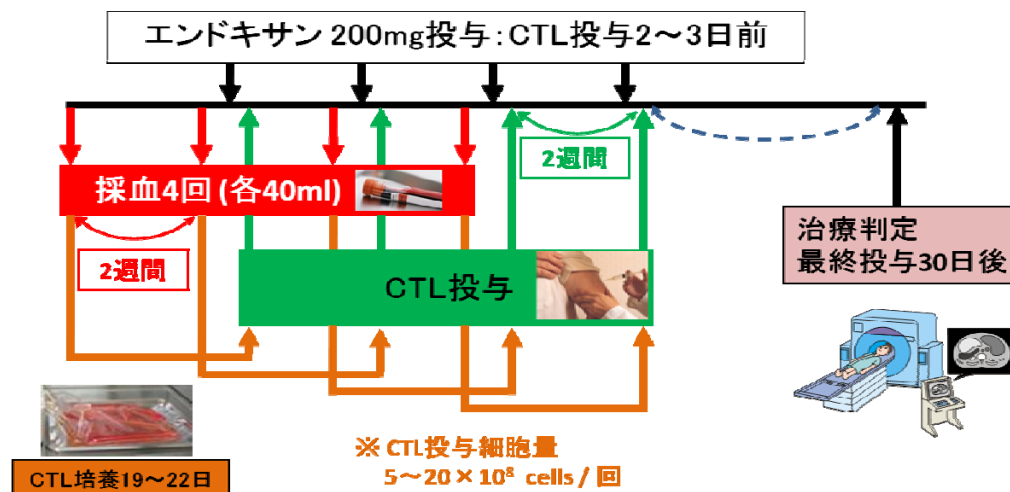 エンドキサン 200mg投与：CTL投与2～3日前
2週間
採血4回 (各40ml)
2週間
CTL投与
治療判定
最終投与30日後
※ CTL投与細胞量
5～20 × 10⁸ cells / 回
CTL培養19～22日